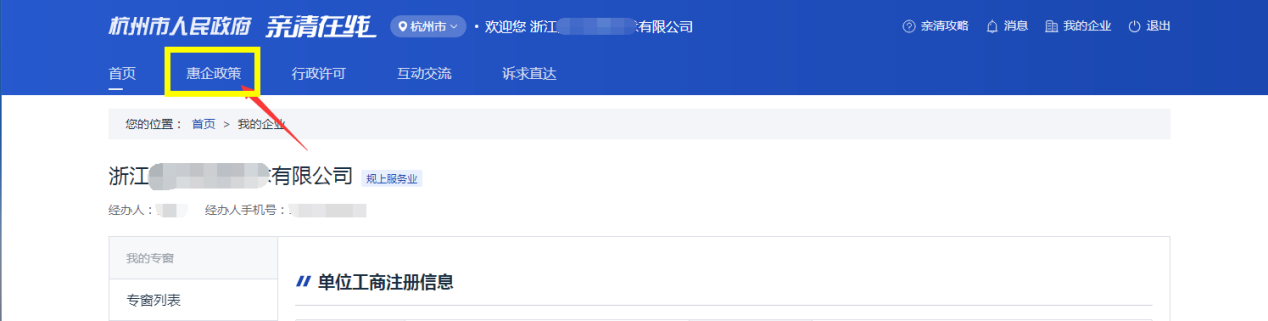 杭州市人民政府 亲清在线 杭州市 · 欢迎您 浙江 有限公司 亲清攻略 消息 我的企业 退出
首页 惠企政策 行政许可 互动交流 诉求直达
您的位置： 首页 > 我的企业
浙江 有限公司 规上服务业
经办人： 经办人手机号：
我的专窗
单位工商注册信息
专窗列表